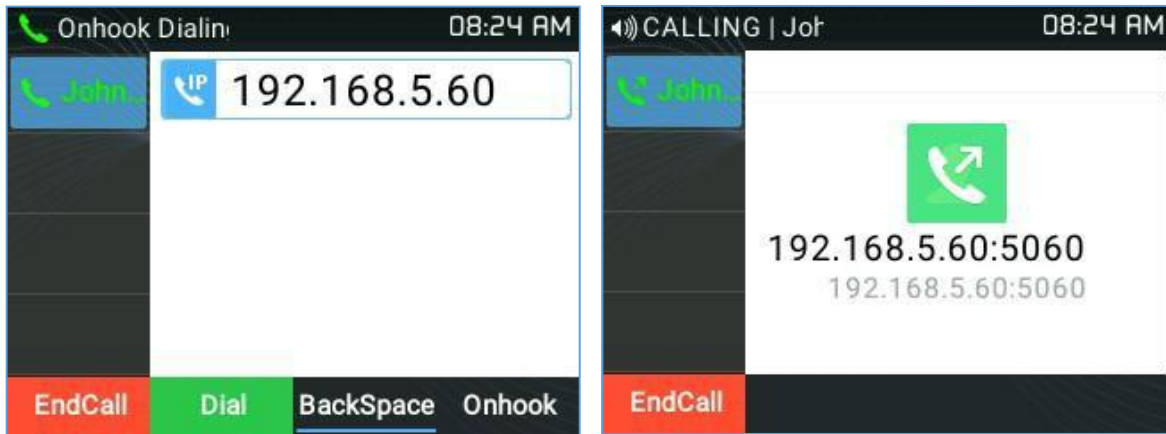 Onhook Dialin 08:24 AM
John...
IP 192.168.5.60
EndCall Dial BackSpace Onhook
CALLING | Joh 08:24 AM
John...
192.168.5.60:5060
192.168.5.60:5060
EndCall